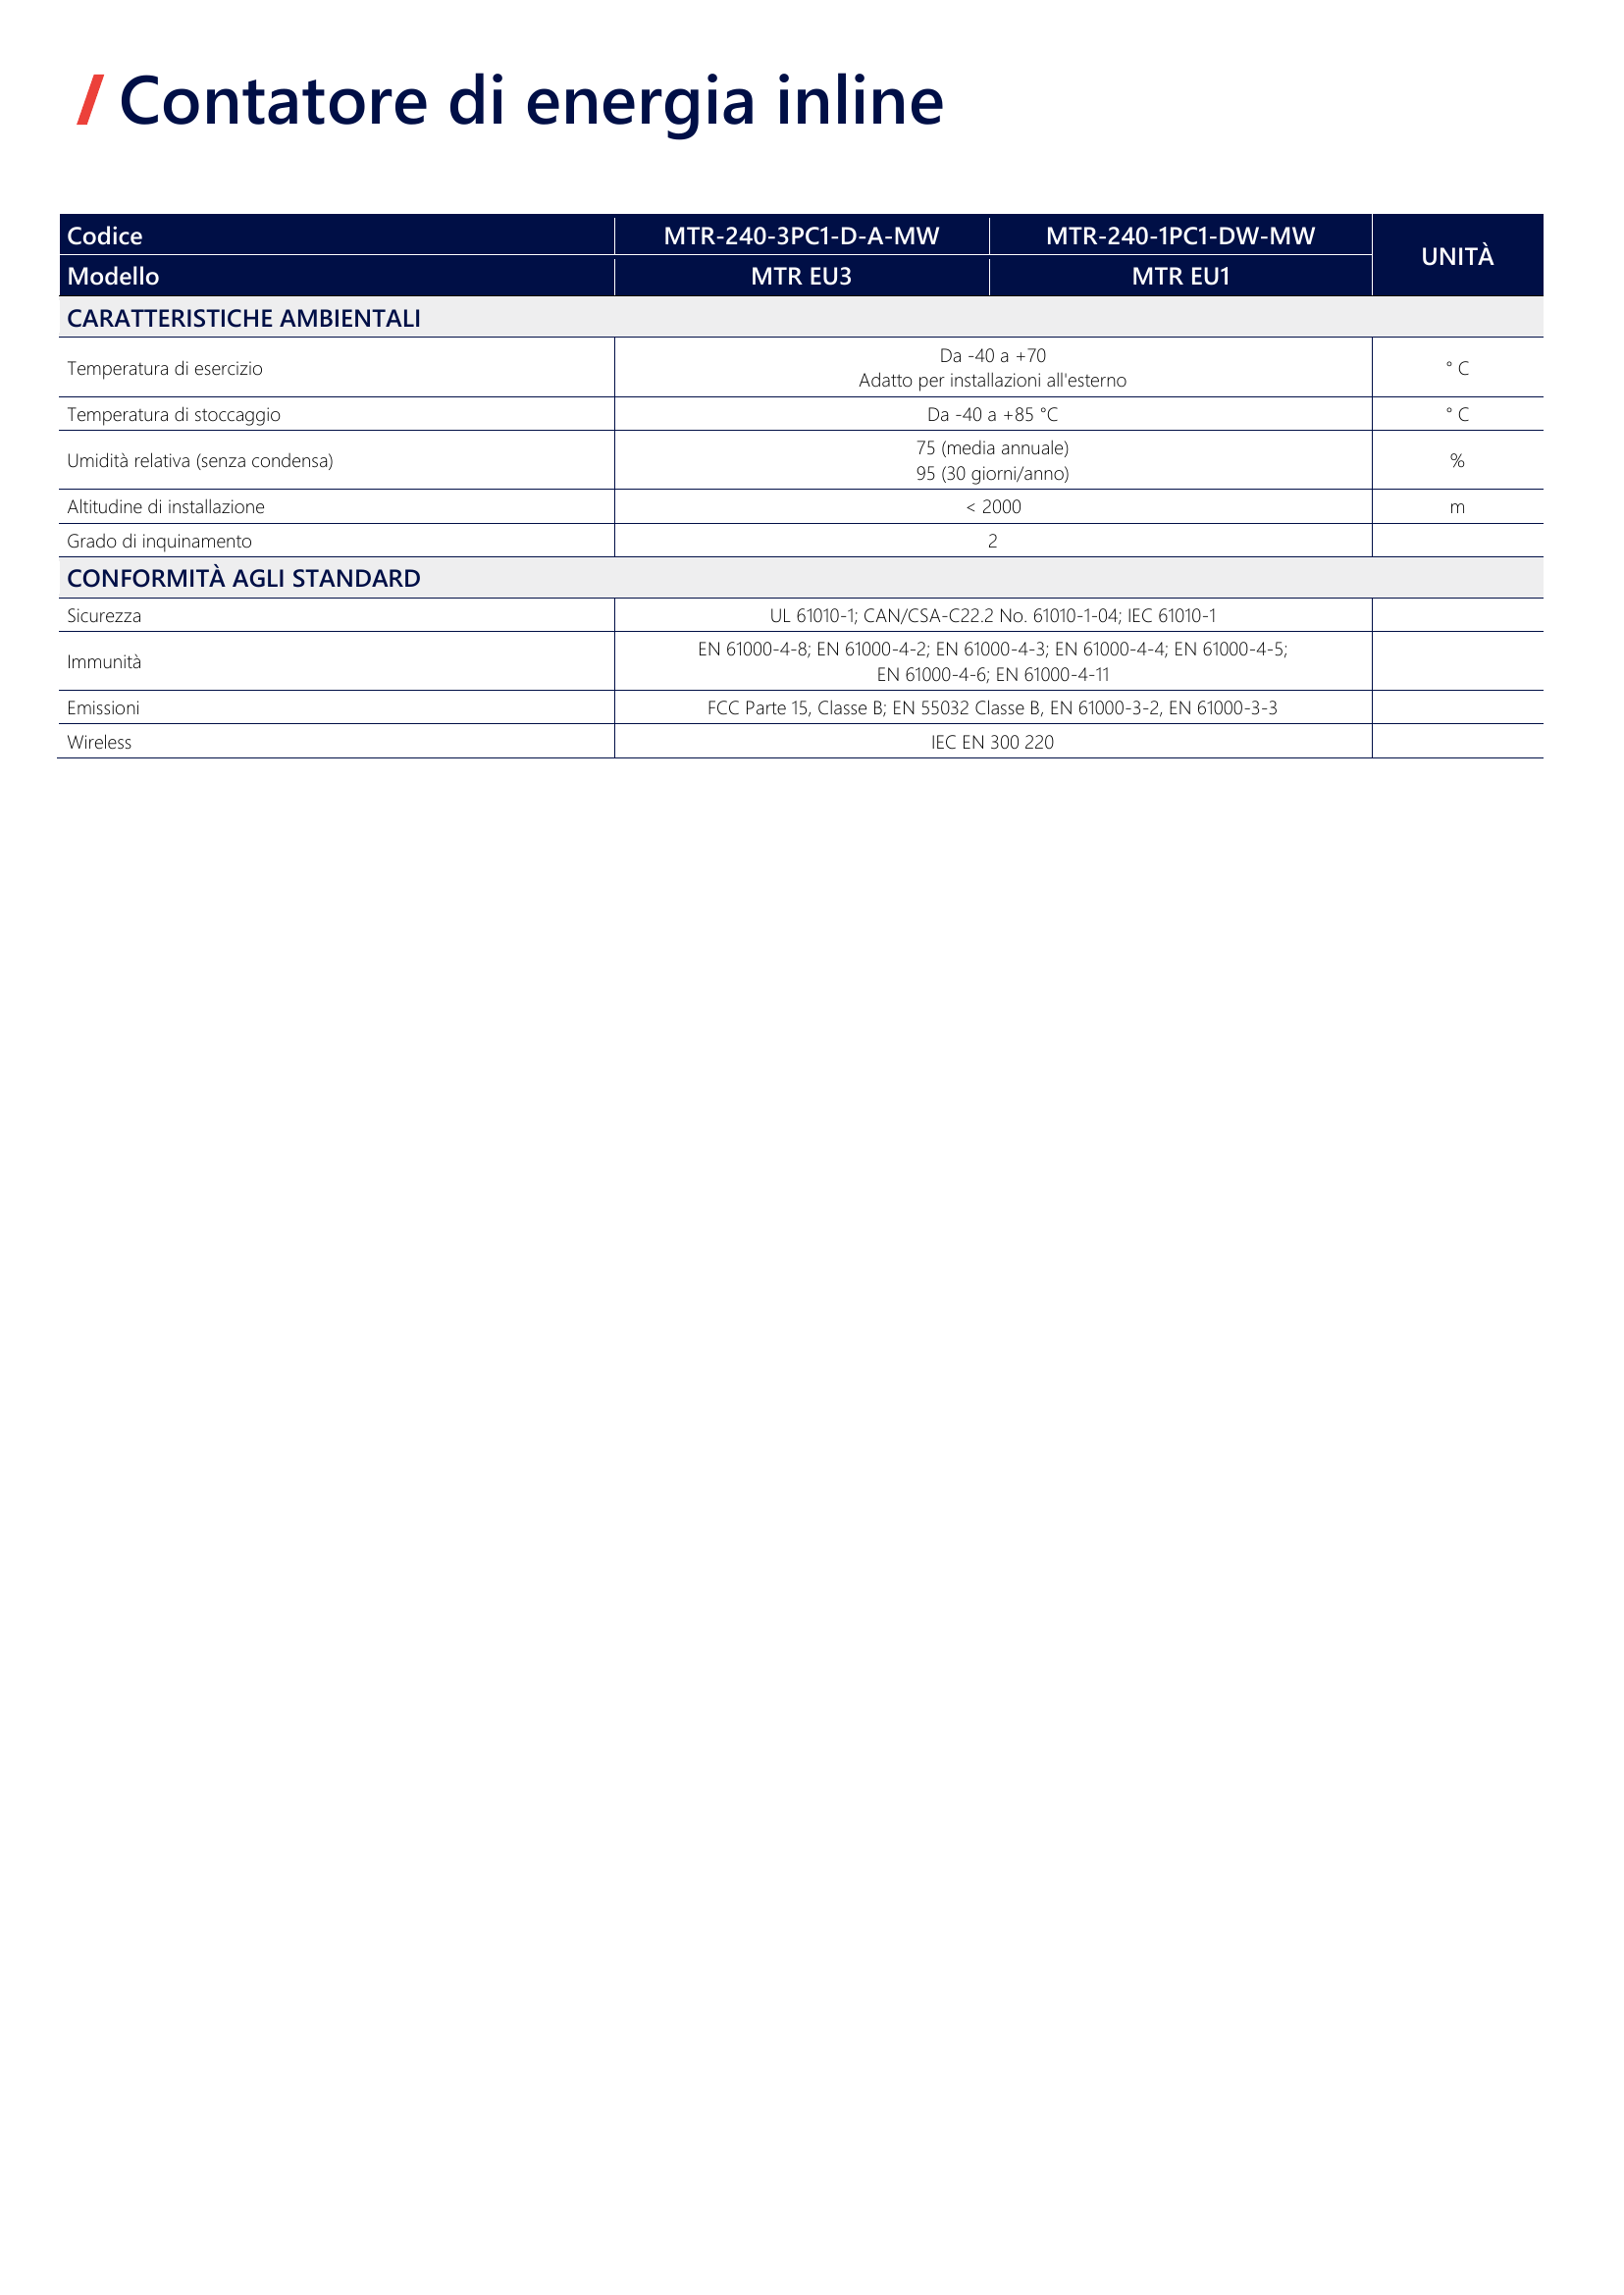 / Contatore di energia inline
Codice MTR-240-3PC1-D-A-MW MTR-240-1PC1-DW-MW UNITÀ
Modello MTR EU3 MTR EU1
CARATTERISTICHE AMBIENTALI
Temperatura di esercizio Da -40 a +70 ° C
Adatto per installazioni all'esterno
Temperatura di stoccaggio Da -40 a +85 °C ° C
Umidità relativa (senza condensa) 75 (media annuale) %
95 (30 giorni/anno)
Altitudine di installazione < 2000 m
Grado di inquinamento 2
CONFORMITÀ AGLI STANDARD
Sicurezza UL 61010-1; CAN/CSA-C22.2 No. 61010-1-04; IEC 61010-1
Immunità EN 61000-4-8; EN 61000-4-2; EN 61000-4-3; EN 61000-4-4; EN 61000-4-5;
EN 61000-4-6; EN 61000-4-11
Emissioni FCC Parte 15, Classe B; EN 55032 Classe B, EN 61000-3-2, EN 61000-3-3
Wireless IEC EN 300 220